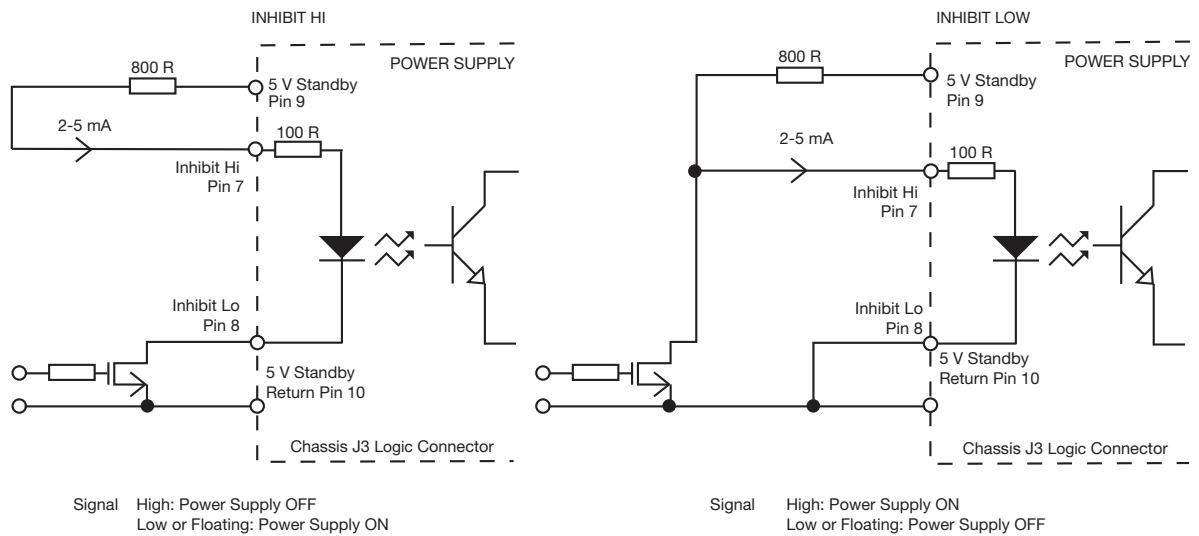 INHIBIT HI
POWER SUPPLY
800 R
5 V Standby
Pin 9
2-5 mA
100 R
Inhibit Hi
Pin 7
Inhibit Lo
Pin 8
5 V Standby
Return Pin 10
Chassis J3 Logic Connector
Signal High: Power Supply OFF
Low or Floating: Power Supply ON
INHIBIT LOW
POWER SUPPLY
800 R
5 V Standby
Pin 9
2-5 mA
100 R
Inhibit Hi
Pin 7
Inhibit Lo
Pin 8
5 V Standby
Return Pin 10
Chassis J3 Logic Connector
Signal High: Power Supply ON
Low or Floating: Power Supply OFF